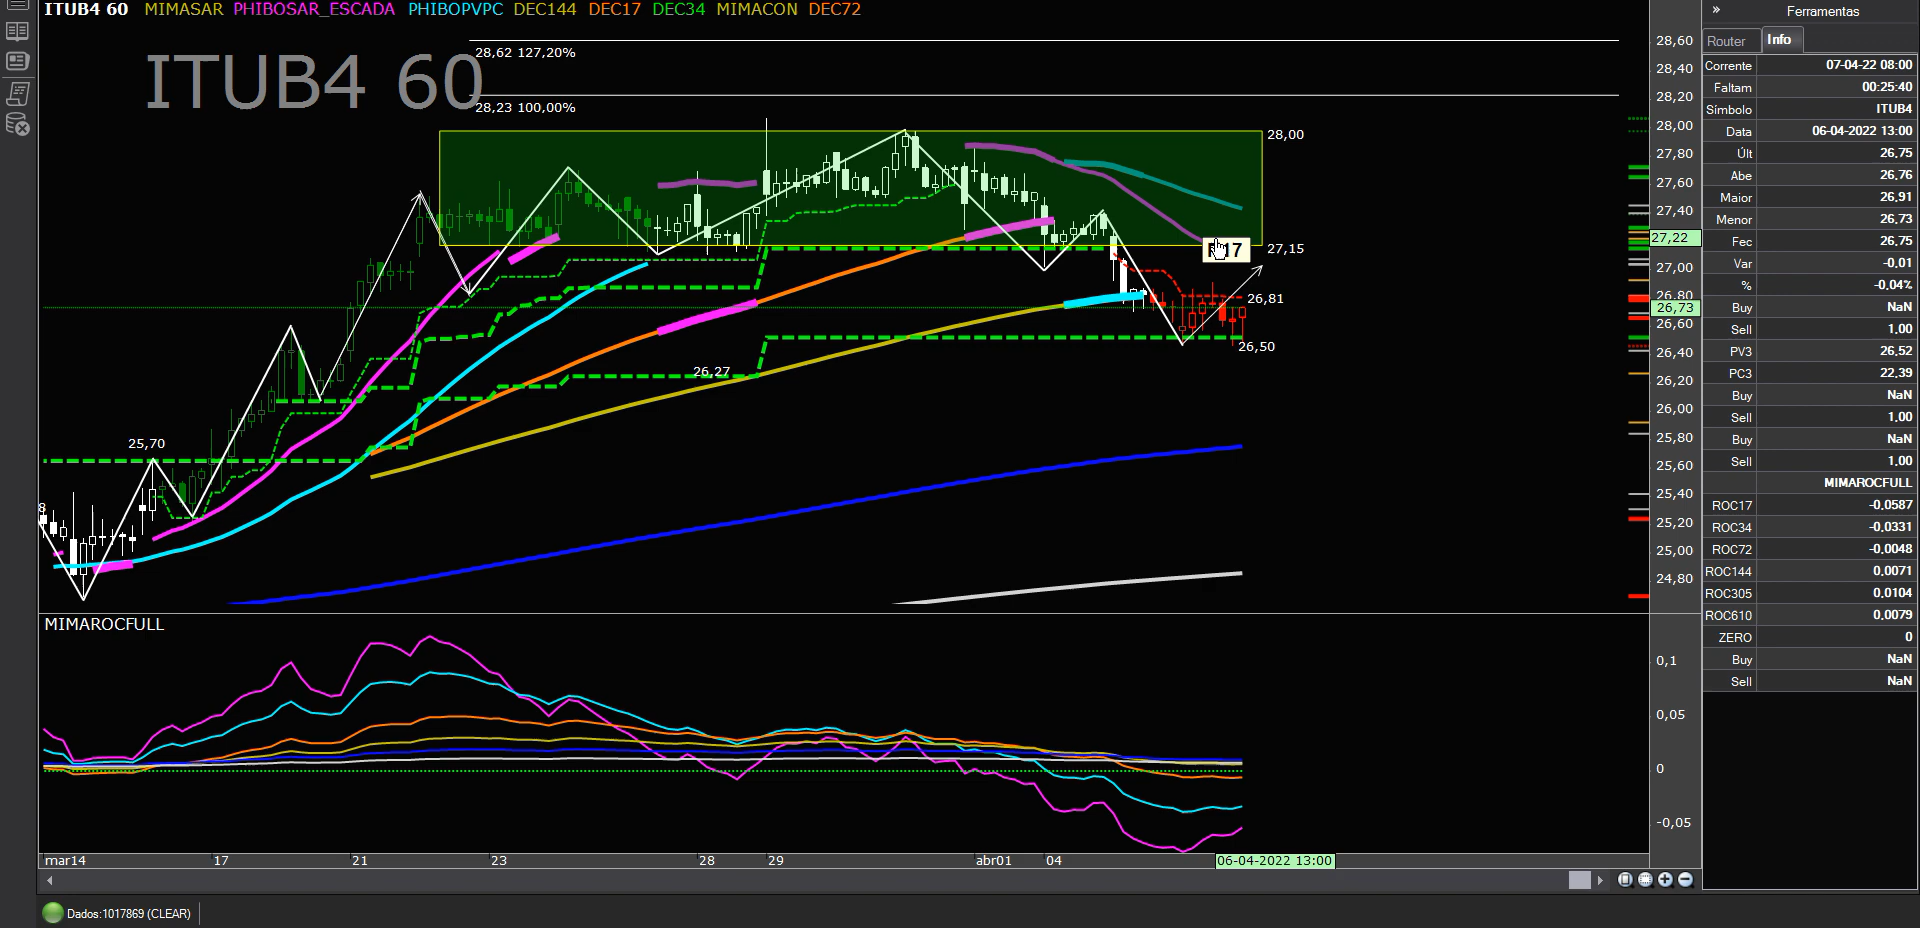 ITUB4 60 MIMASAR PHIBOSAR_ESCADA PHIBOPVPC DEC144 DEC17 DEC34 MIMACON DEC72
ITUB4 60
28,62 127,20%
28,23 100,00%
28,00
27,15
26,81
26,50
26,27
25,70
8
17
28,60
28,40
28,20
28,00
27,80
27,60
27,40
27,22
27,00
26,80
26,73
26,60
26,40
26,20
26,00
25,80
25,60
25,40
25,20
25,00
24,80
MIMAROCFULL
0,1
0,05
0
-0,05
mar14 17 21 23 28 29 abr01 04 06-04-2022 13:00
Dados:1017869 (CLEAR)
» Ferramentas
Router Info
Corrente 07-04-22 08:00
Faltam 00:25:40
Símbolo ITUB4
Data 06-04-2022 13:00
Últ 26,75
Abe 26,76
Maior 26,91
Menor 26,73
Fec 26,75
Var -0,01
% -0,04%
Buy NaN
Sell 1,00
PV3 26,52
PC3 22,39
Buy NaN
Sell 1,00
Buy NaN
Sell 1,00
MIMAROCFULL
ROC17 -0,0587
ROC34 -0,0331
ROC72 -0,0048
ROC144 0,0071
ROC305 0,0104
ROC610 0,0079
ZERO 0
Buy NaN
Sell NaN